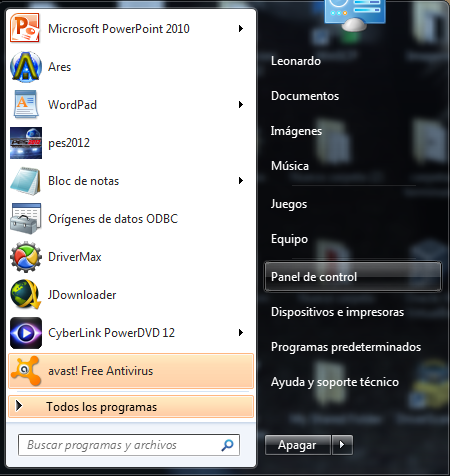 Microsoft PowerPoint 2010
Ares
WordPad
pes2012
Bloc de notas
Orígenes de datos ODBC
DriverMax
JDownloader
CyberLink PowerDVD 12
avast! Free Antivirus
Todos los programas
Buscar programas y archivos
Leonardo
Documentos
Imágenes
Música
Juegos
Equipo
Panel de control
Dispositivos e impresoras
Programas predeterminados
Ayuda y soporte técnico
Apagar